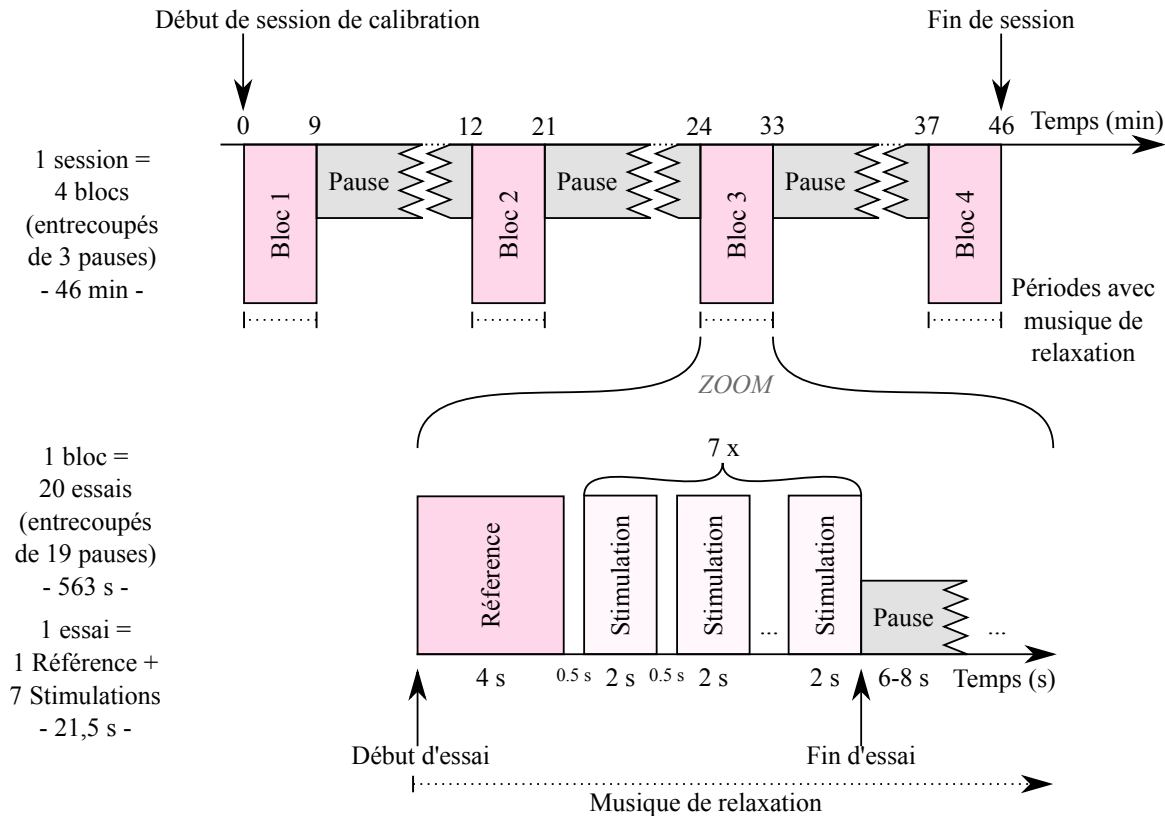 Début de session de calibration
Fin de session
0 9 12 21 24 33 37 46 Temps (min)
1 session =
4 blocs
(entrecoupés
de 3 pauses)
- 46 min -
Bloc 1
Pause
Bloc 2
Pause
Bloc 3
Pause
Bloc 4
Périodes avec
musique de
relaxation
ZOOM
1 bloc =
20 essais
(entrecoupés
de 19 pauses)
- 563 s -
1 essai =
1 Référence +
7 Stimulations
- 21,5 s -
7 x
Réference
Stimulation
Stimulation
...
Stimulation
Pause
...
4 s 0.5 s 2 s 0.5 s 2 s 2 s 6-8 s Temps (s)
Début d'essai
Fin d'essai
Musique de relaxation